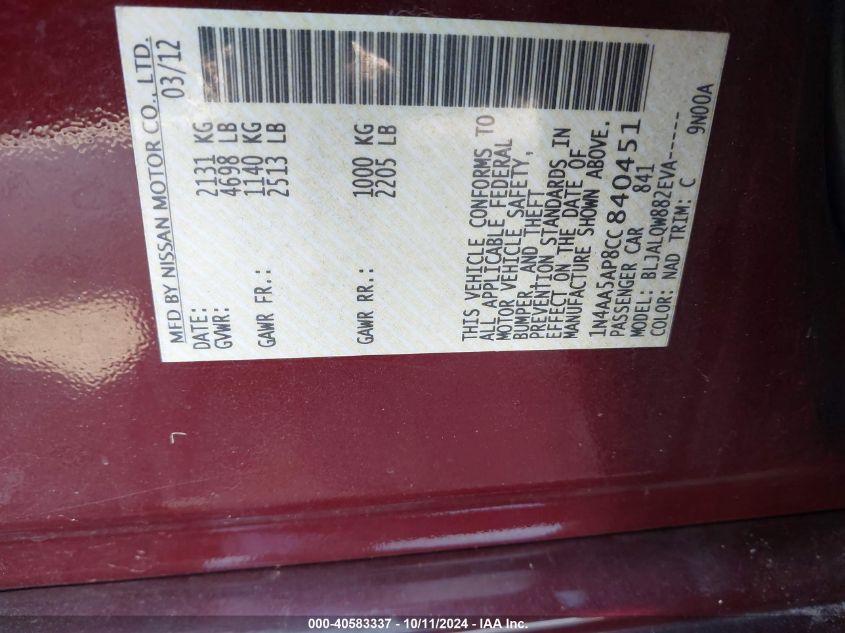 MFD BY NISSAN MOTOR CO., LTD.
DATE: 03/12
GVWR: 2131 KG
4698 LB
GAWR FR.: 1140 KG
2513 LB
GAWR RR.: 1000 KG
2205 LB
THIS VEHICLE CONFORMS TO
ALL APPLICABLE FEDERAL
MOTOR VEHICLE SAFETY,
BUMPER, AND THEFT
PREVENTION STANDARDS IN
EFFECT ON THE DATE OF
MANUFACTURE SHOWN ABOVE.
1N4AA5AP8CC840451
PASSENGER CAR 841
MODEL: BLJALQW882EVA------
COLOR: NAD TRIM: C 9N00A
000-40583337 - 10/11/2024 - IAA Inc.